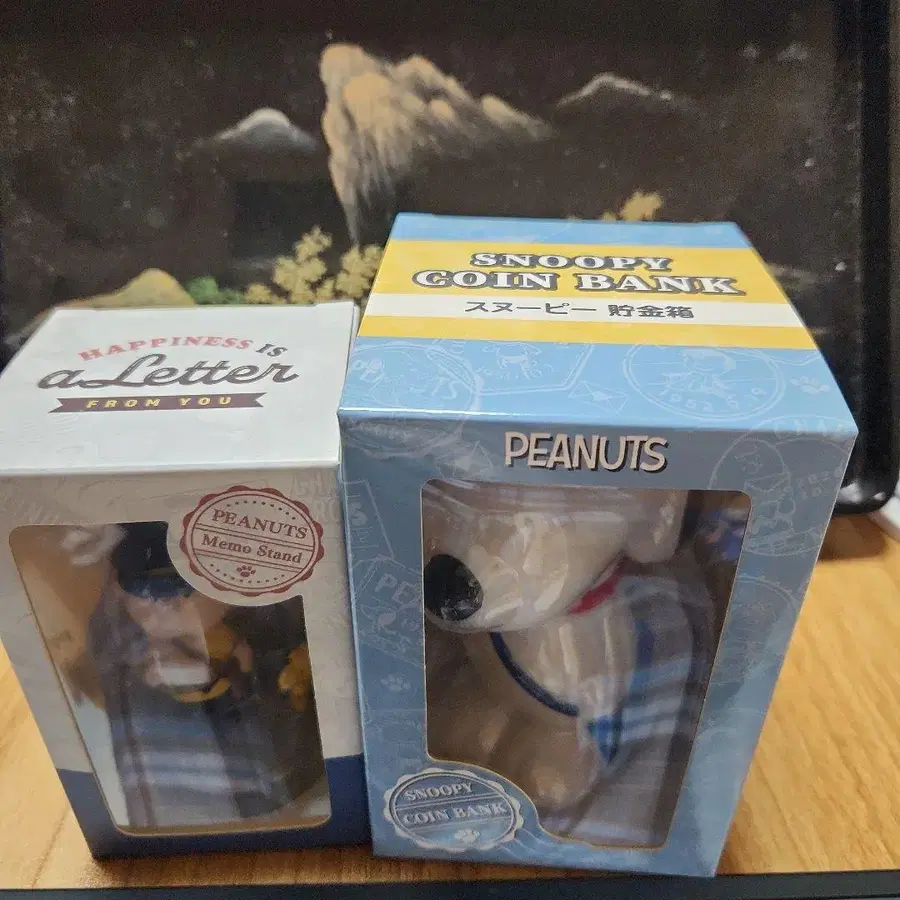 HAPPINESS IS
a Letter
FROM YOU
PEANUTS
Memo Stand
SNOOPY
COIN BANK
スヌーピー 貯金箱
PEANUTS
SNOOPY
COIN BANK